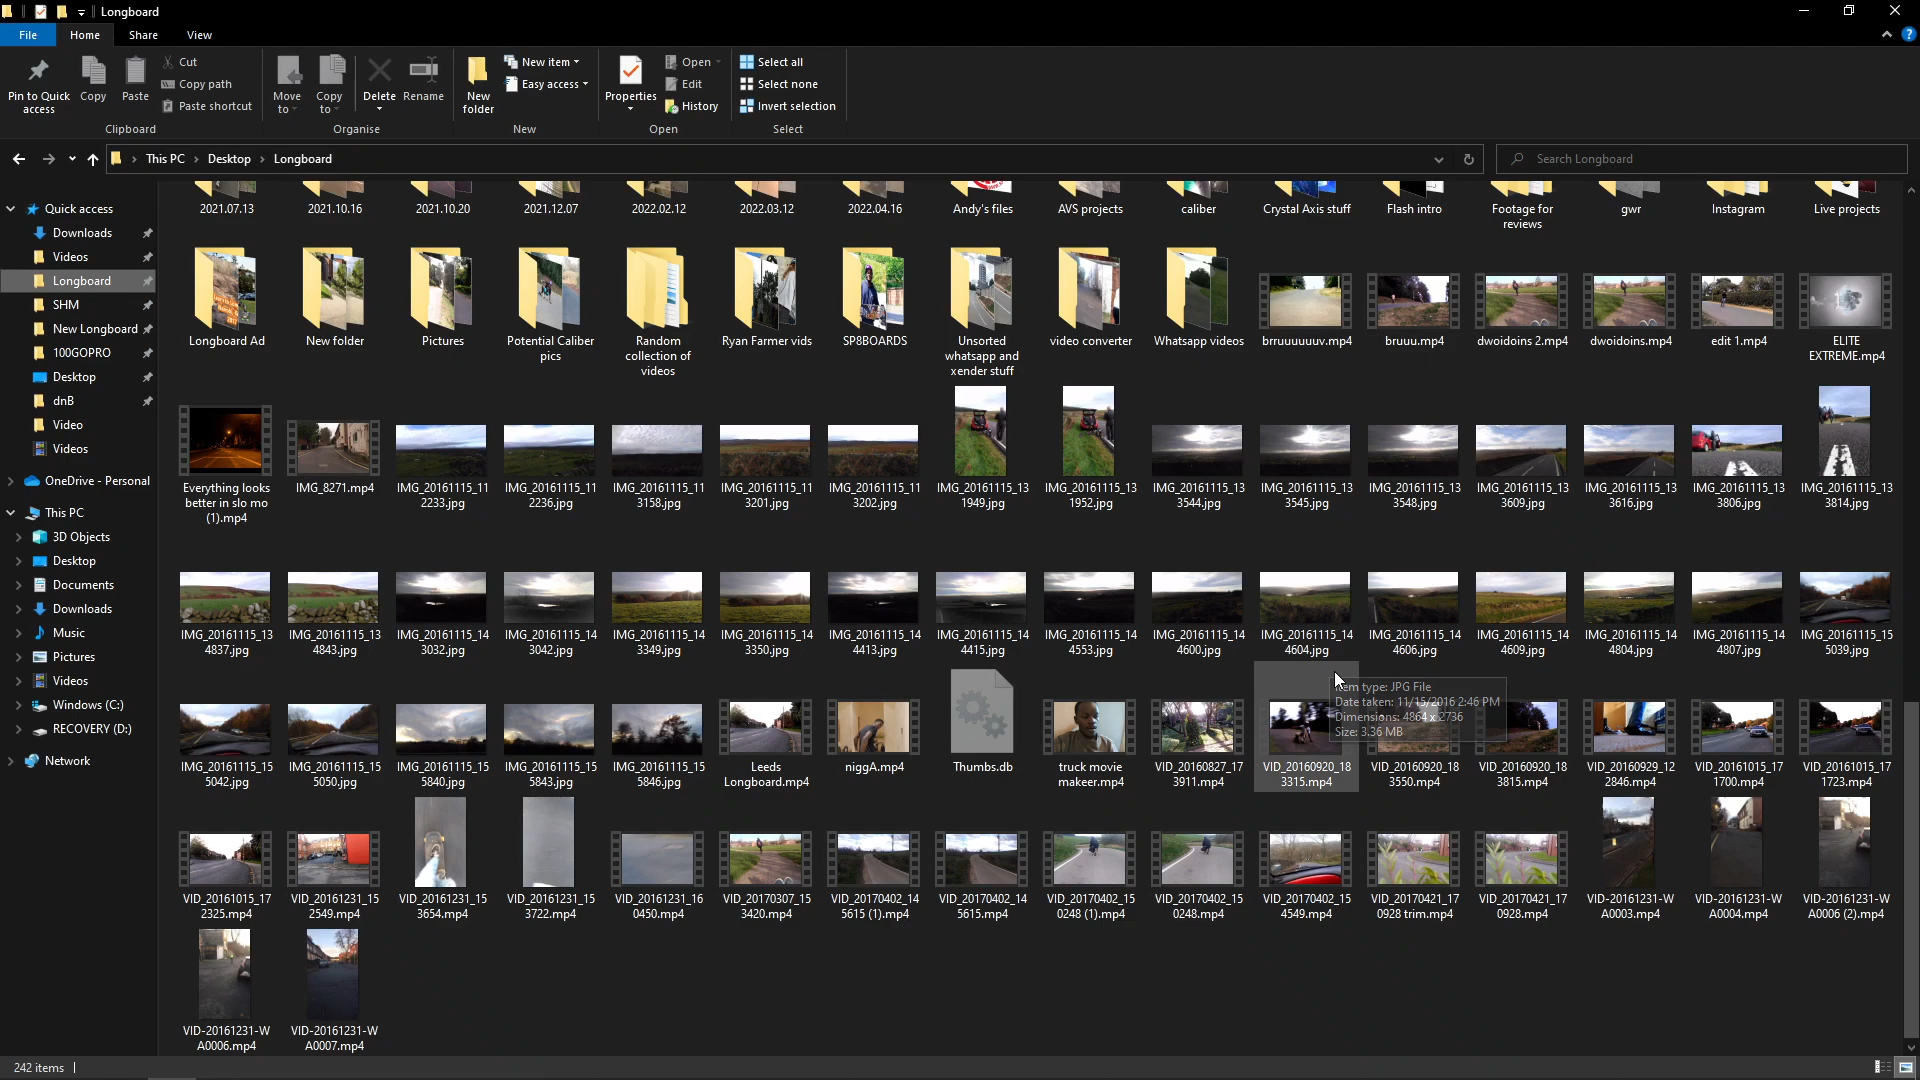 Longboard
File Home Share View
Pin to Quick access
Copy
Paste
Cut
Copy path
Paste shortcut
Clipboard
Move to
Copy to
Delete
Rename
Organise
New folder
New item
Easy access
New
Properties
Open
Edit
History
Open
Select all
Select none
Invert selection
Select
This PC Desktop Longboard
Search Longboard
Quick access
Downloads
Videos
Longboard
SHM
New Longboard
100GOPRO
Desktop
dnB
Video
Videos
OneDrive - Personal
This PC
3D Objects
Desktop
Documents
Downloads
Music
Pictures
Videos
Windows (C:)
RECOVERY (D:)
Network
2021.07.13
2021.10.16
2021.10.20
2021.12.07
2022.02.12
2022.03.12
2022.04.16
Andy's files
AVS projects
caliber
Crystal Axis stuff
Flash intro
Footage for
reviews
gwr
Instagram
Live projects
Longboard Ad
New folder
Pictures
Potential Caliber
pics
Random
collection of
videos
Ryan Farmer vids
SP8BOARDS
Unsorted
whatsapp and
xender stuff
video converter
Whatsapp videos
brruuuuuuv.mp4
bruuu.mp4
dwoidoins 2.mp4
dwoidoins.mp4
edit 1.mp4
ELITE
EXTREME.mp4
Everything looks
better in slo mo
(1).mp4
IMG_8271.mp4
IMG_20161115_11
2233.jpg
IMG_20161115_11
2236.jpg
IMG_20161115_11
3158.jpg
IMG_20161115_11
3201.jpg
IMG_20161115_11
3202.jpg
IMG_20161115_13
1949.jpg
IMG_20161115_13
1952.jpg
IMG_20161115_13
3544.jpg
IMG_20161115_13
3545.jpg
IMG_20161115_13
3548.jpg
IMG_20161115_13
3609.jpg
IMG_20161115_13
3616.jpg
IMG_20161115_13
3806.jpg
IMG_20161115_13
3814.jpg
IMG_20161115_13
4837.jpg
IMG_20161115_13
4843.jpg
IMG_20161115_14
3032.jpg
IMG_20161115_14
3042.jpg
IMG_20161115_14
3349.jpg
IMG_20161115_14
3350.jpg
IMG_20161115_14
4413.jpg
IMG_20161115_14
4415.jpg
IMG_20161115_14
4553.jpg
IMG_20161115_14
4600.jpg
IMG_20161115_14
4604.jpg
IMG_20161115_14
4606.jpg
IMG_20161115_14
4609.jpg
IMG_20161115_14
4804.jpg
IMG_20161115_14
4807.jpg
IMG_20161115_15
5039.jpg
type: JPG File
Date taken: 11/15/2016 2:46 PM
Dimensions: 4864 x 2736
Size: 3.36 MB
IMG_20161115_15
5042.jpg
IMG_20161115_15
5050.jpg
IMG_20161115_15
5840.jpg
IMG_20161115_15
5843.jpg
IMG_20161115_15
5846.jpg
Leeds
Longboard.mp4
niggA.mp4
Thumbs.db
truck movie
makeer.mp4
VID_20160827_17
3911.mp4
VID_20160920_18
3315.mp4
VID_20160920_18
3550.mp4
VID_20160920_18
3815.mp4
VID_20160929_12
2846.mp4
VID_20161015_17
1700.mp4
VID_20161015_17
1723.mp4
VID_20161015_17
2325.mp4
VID_20161231_15
2549.mp4
VID_20161231_15
3654.mp4
VID_20161231_15
3722.mp4
VID_20161231_16
0450.mp4
VID_20170307_15
3420.mp4
VID_20170402_14
5615 (1).mp4
VID_20170402_14
5615.mp4
VID_20170402_15
0248 (1).mp4
VID_20170402_15
0248.mp4
VID_20170402_15
4549.mp4
VID_20170421_17
0928 trim.mp4
VID_20170421_17
0928.mp4
VID-20161231-W
A0003.mp4
VID-20161231-W
A0004.mp4
VID-20161231-W
A0006 (2).mp4
VID-20161231-W
A0006.mp4
VID-20161231-W
A0007.mp4
242 items